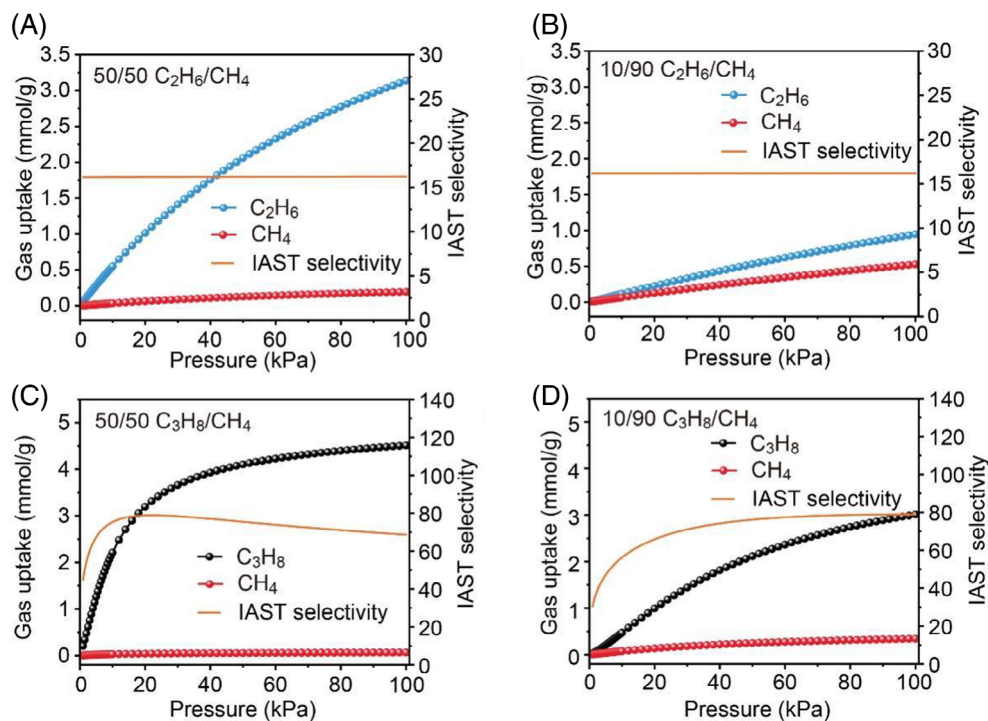 (A)
50/50 C₂H₆/CH₄
C₂H₆
CH₄
IAST selectivity
Gas uptake (mmol/g)
3.5
3.0
2.5
2.0
1.5
1.0
0.5
0.0
30
25
20
15
10
5
0
IAST selectivity
0 20 40 60 80 100
Pressure (kPa)
(B)
10/90 C₂H₆/CH₄
C₂H₆
CH₄
IAST selectivity
Gas uptake (mmol/g)
3.5
3.0
2.5
2.0
1.5
1.0
0.5
0.0
30
25
20
15
10
5
0
IAST selectivity
0 20 40 60 80 100
Pressure (kPa)
(C)
50/50 C₃H₈/CH₄
C₃H₈
CH₄
IAST selectivity
Gas uptake (mmol/g)
5
4
3
2
1
0
140
120
100
80
60
40
20
0
IAST selectivity
0 20 40 60 80 100
Pressure (kPa)
(D)
10/90 C₃H₈/CH₄
C₃H₈
CH₄
IAST selectivity
Gas uptake (mmol/g)
5
4
3
2
1
0
140
120
100
80
60
40
20
0
IAST selectivity
0 20 40 60 80 100
Pressure (kPa)